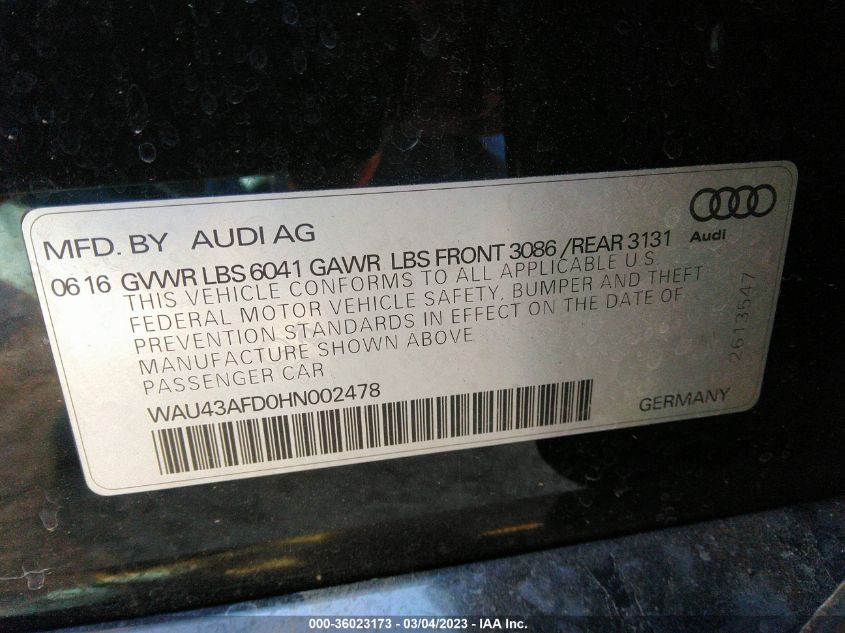 MFD. BY AUDI AG
Audi
06 16 GVWR LBS 6041 GAWR LBS FRONT 3086 /REAR 3131
THIS VEHICLE CONFORMS TO ALL APPLICABLE U.S.
FEDERAL MOTOR VEHICLE SAFETY, BUMPER AND THEFT
PREVENTION STANDARDS IN EFFECT ON THE DATE OF
MANUFACTURE SHOWN ABOVE
PASSENGER CAR
2613547
WAU43AFD0HN002478
GERMANY
000-36023173 - 03/04/2023 - IAA Inc.